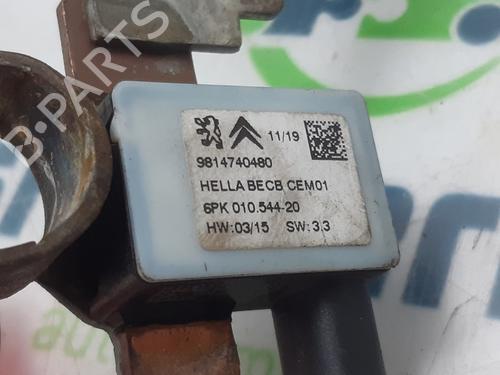 11/19
9814740480
HELLA BECB CEM01
6PK 010.544-20
HW:03/15 SW:3.3
B-PARTS